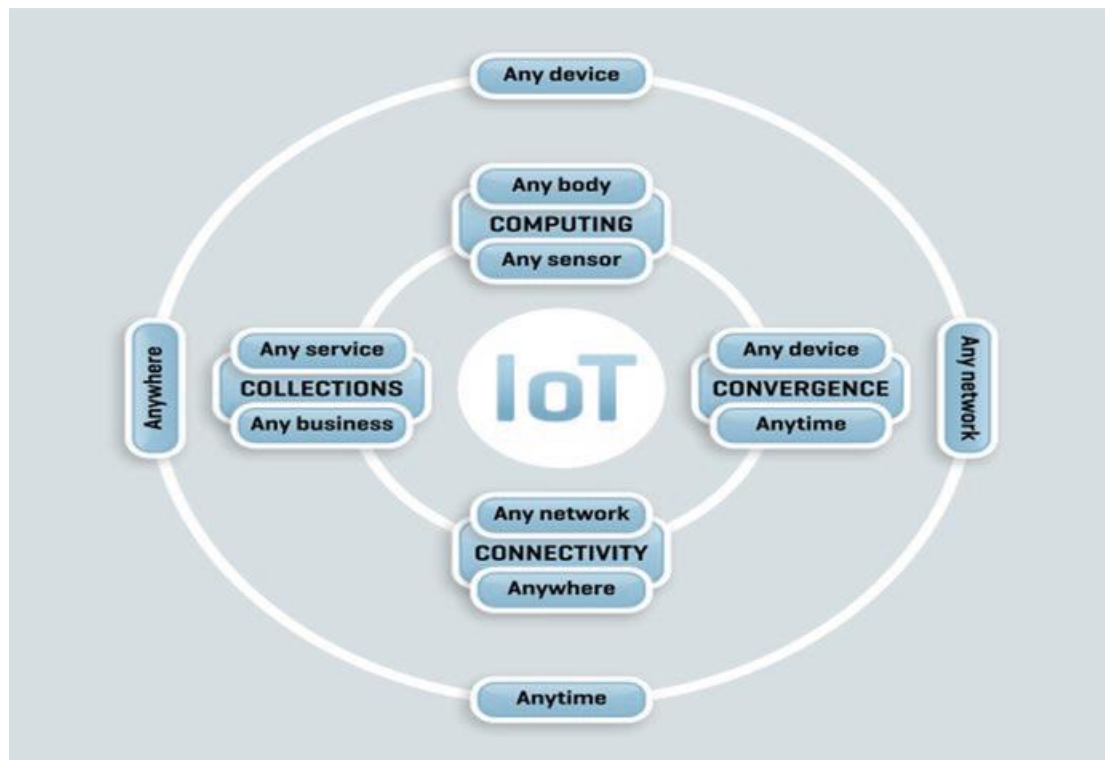 Any device
Any body
COMPUTING
Any sensor
Anywhere
Any service
COLLECTIONS
Any business
IoT
Any device
CONVERGENCE
Anytime
Any network
Any network
CONNECTIVITY
Anywhere
Anytime